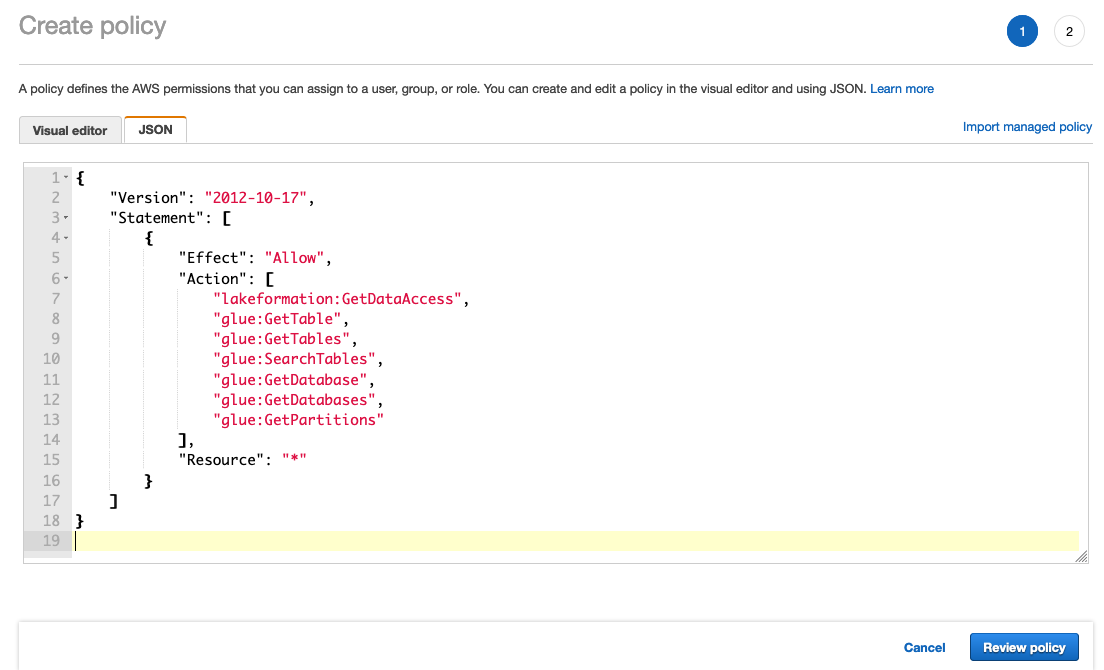 Create policy
1
2
A policy defines the AWS permissions that you can assign to a user, group, or role. You can create and edit a policy in the visual editor and using JSON. Learn more
Visual editor
JSON
Import managed policy
1 {
2 "Version": "2012-10-17",
3 "Statement": [
4 {
5 "Effect": "Allow",
6 "Action": [
7 "lakeformation:GetDataAccess",
8 "glue:GetTable",
9 "glue:GetTables",
10 "glue:SearchTables",
11 "glue:GetDatabase",
12 "glue:GetDatabases",
13 "glue:GetPartitions"
14 ],
15 "Resource": "*"
16 }
17 ]
18 }
19
Cancel
Review policy